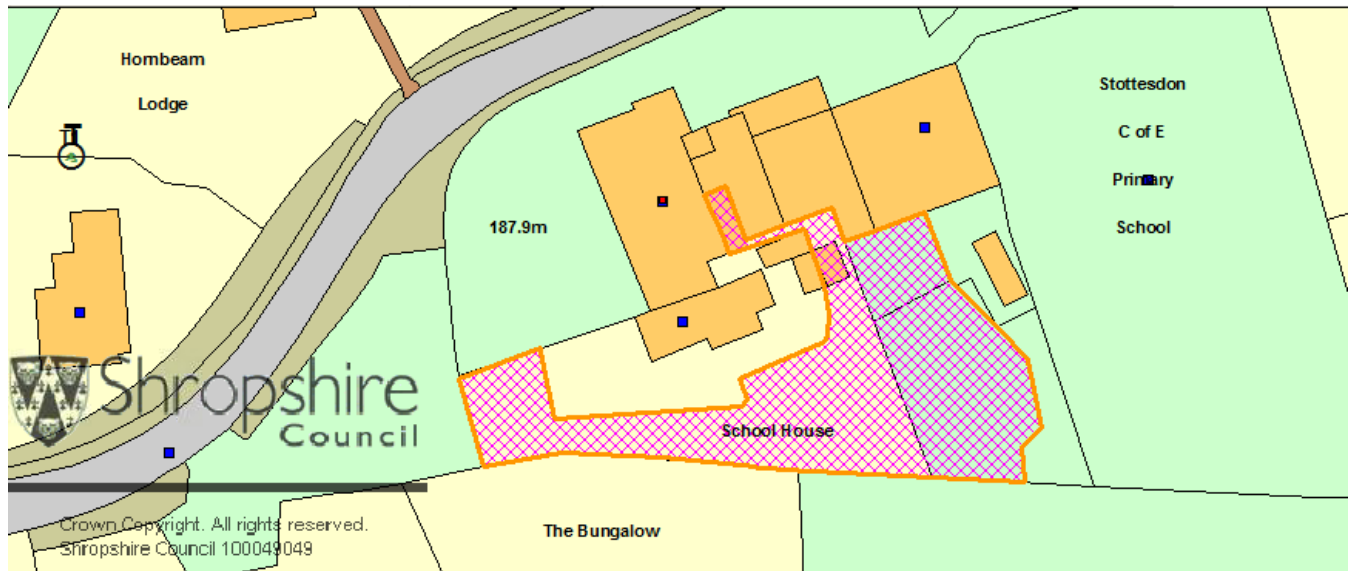 Hornbeam
Lodge
Stottesdon
C of E
Primary
School
187.9m
Shropshire
Council
School House
The Bungalow
Crown Copyright. All rights reserved.
Shropshire Council 100049049